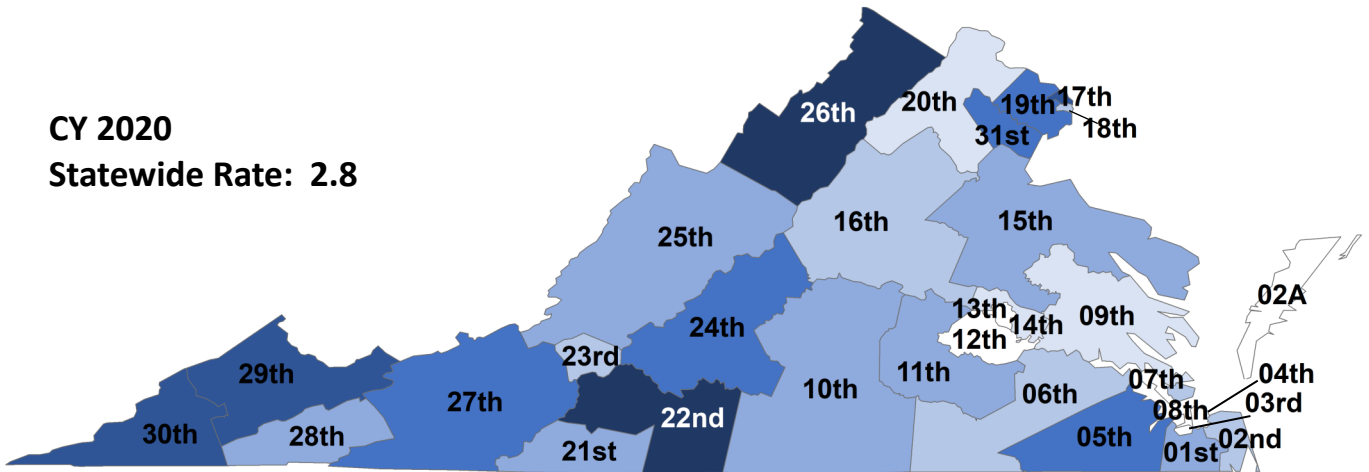 CY 2020
Statewide Rate: 2.8
26th
20th
19th
17th
18th
31st
25th
16th
15th
02A
13th
14th
12th
09th
24th
23rd
29th
27th
22nd
10th
11th
06th
07th
04th
03rd
08th
30th
28th
21st
05th
01st
02nd